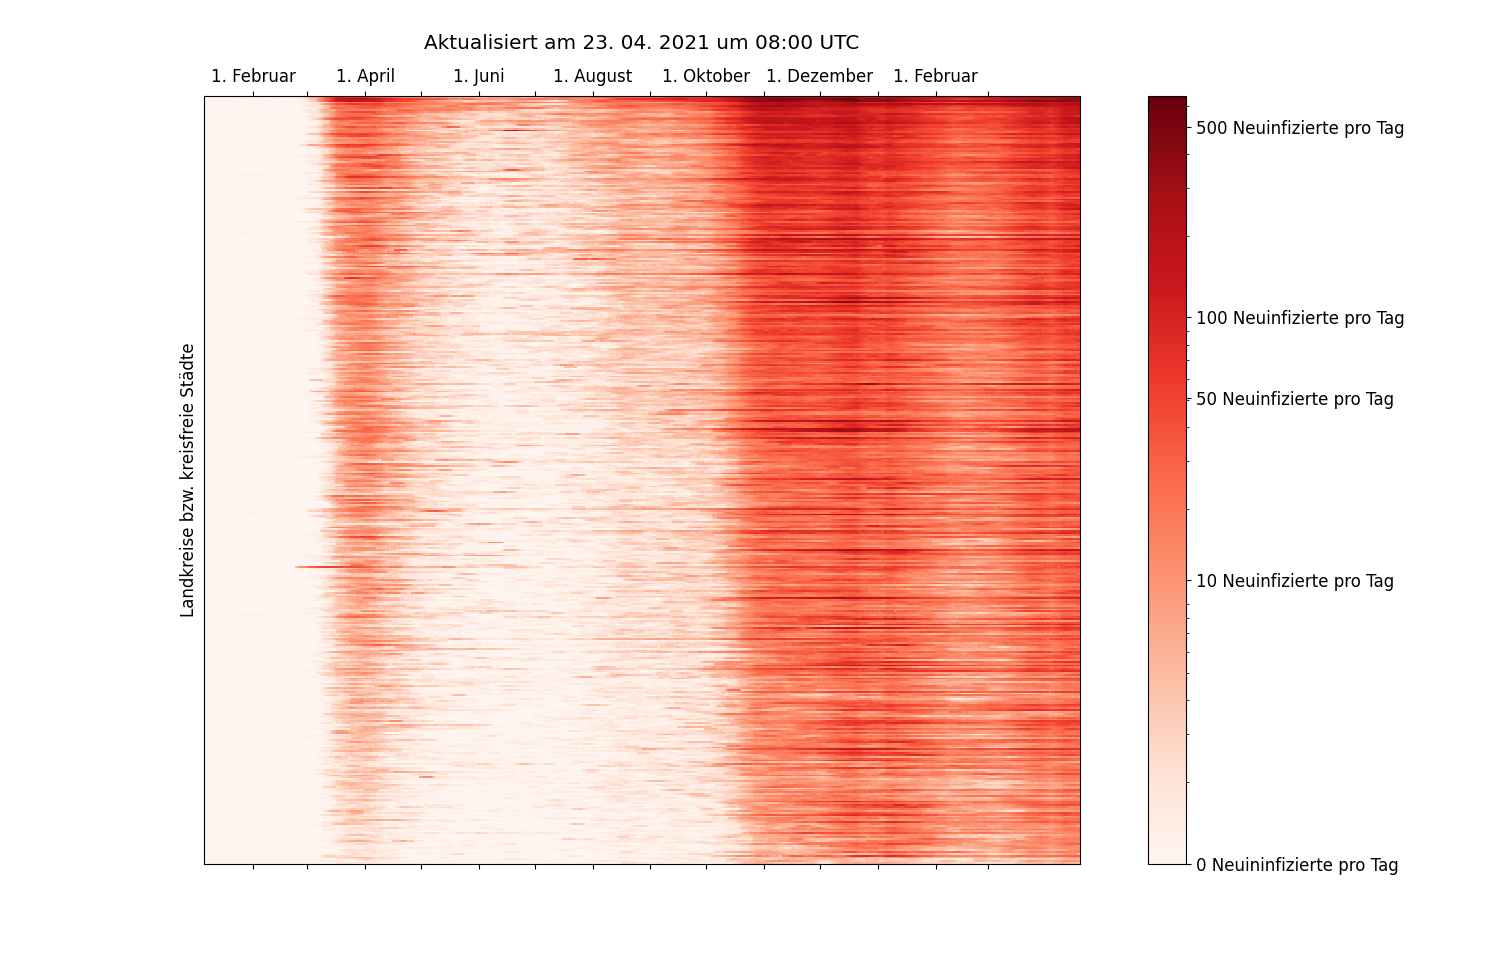 Aktualisiert am 23. 04. 2021 um 08:00 UTC
1. Februar 1. April 1. Juni 1. August 1. Oktober 1. Dezember 1. Februar
Landkreise bzw. kreisfreie Städte
500 Neuinfizierte pro Tag
100 Neuinfizierte pro Tag
50 Neuinfizierte pro Tag
10 Neuinfizierte pro Tag
0 Neuininfizierte pro Tag